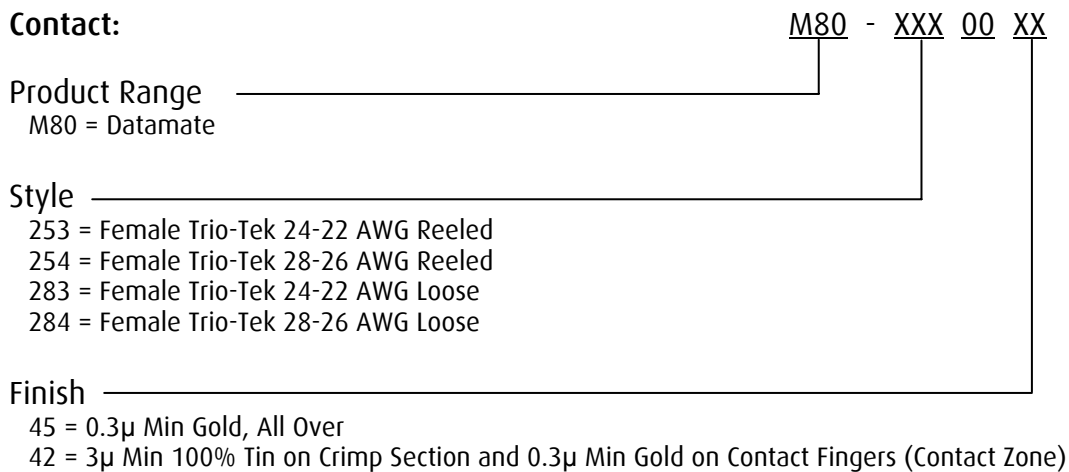 Contact: M80 - XXX 00 XX
Product Range
M80 = Datamate
Style
253 = Female Trio-Tek 24-22 AWG Reeled
254 = Female Trio-Tek 28-26 AWG Reeled
283 = Female Trio-Tek 24-22 AWG Loose
284 = Female Trio-Tek 28-26 AWG Loose
Finish
45 = 0.3µ Min Gold, All Over
42 = 3µ Min 100% Tin on Crimp Section and 0.3µ Min Gold on Contact Fingers (Contact Zone)